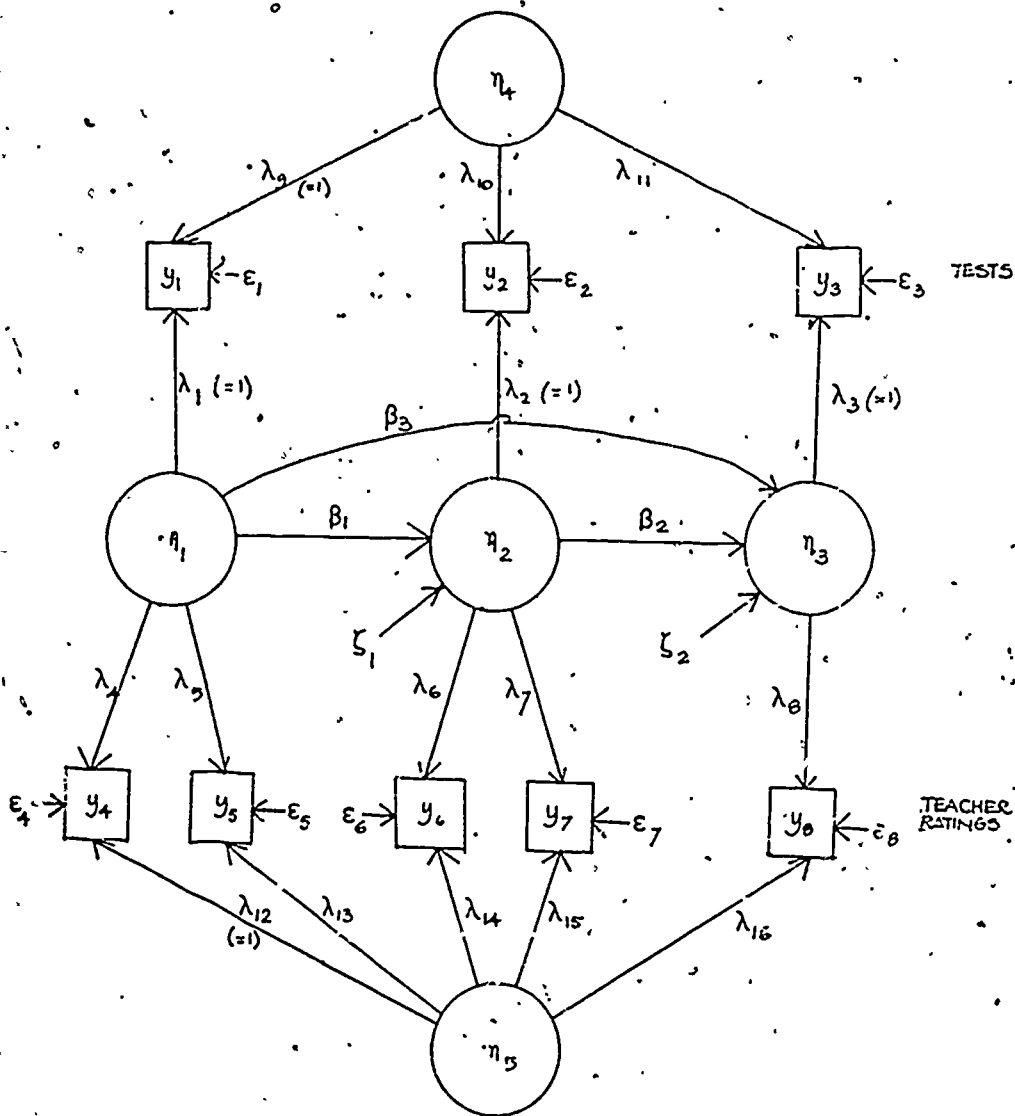 η₄
λ₉ (=1) λ₁₀ λ₁₁
y₁ ε₁ y₂ ε₂ y₃ ε₃ TESTS
λ₁ (=1) λ₂ (=1) λ₃ (=1)
β₃
η₁ β₁ η₂ β₂ η₃
ζ₁ ζ₂
λ₄ λ₅ λ₆ λ₇ λ₈
ε₄ y₄ y₅ ε₅ ε₆ y₆ y₇ ε₇ y₈ ε₈ TEACHER
RATINGS
λ₁₂ λ₁₃ λ₁₄ λ₁₅ λ₁₆
(=1)
η₅